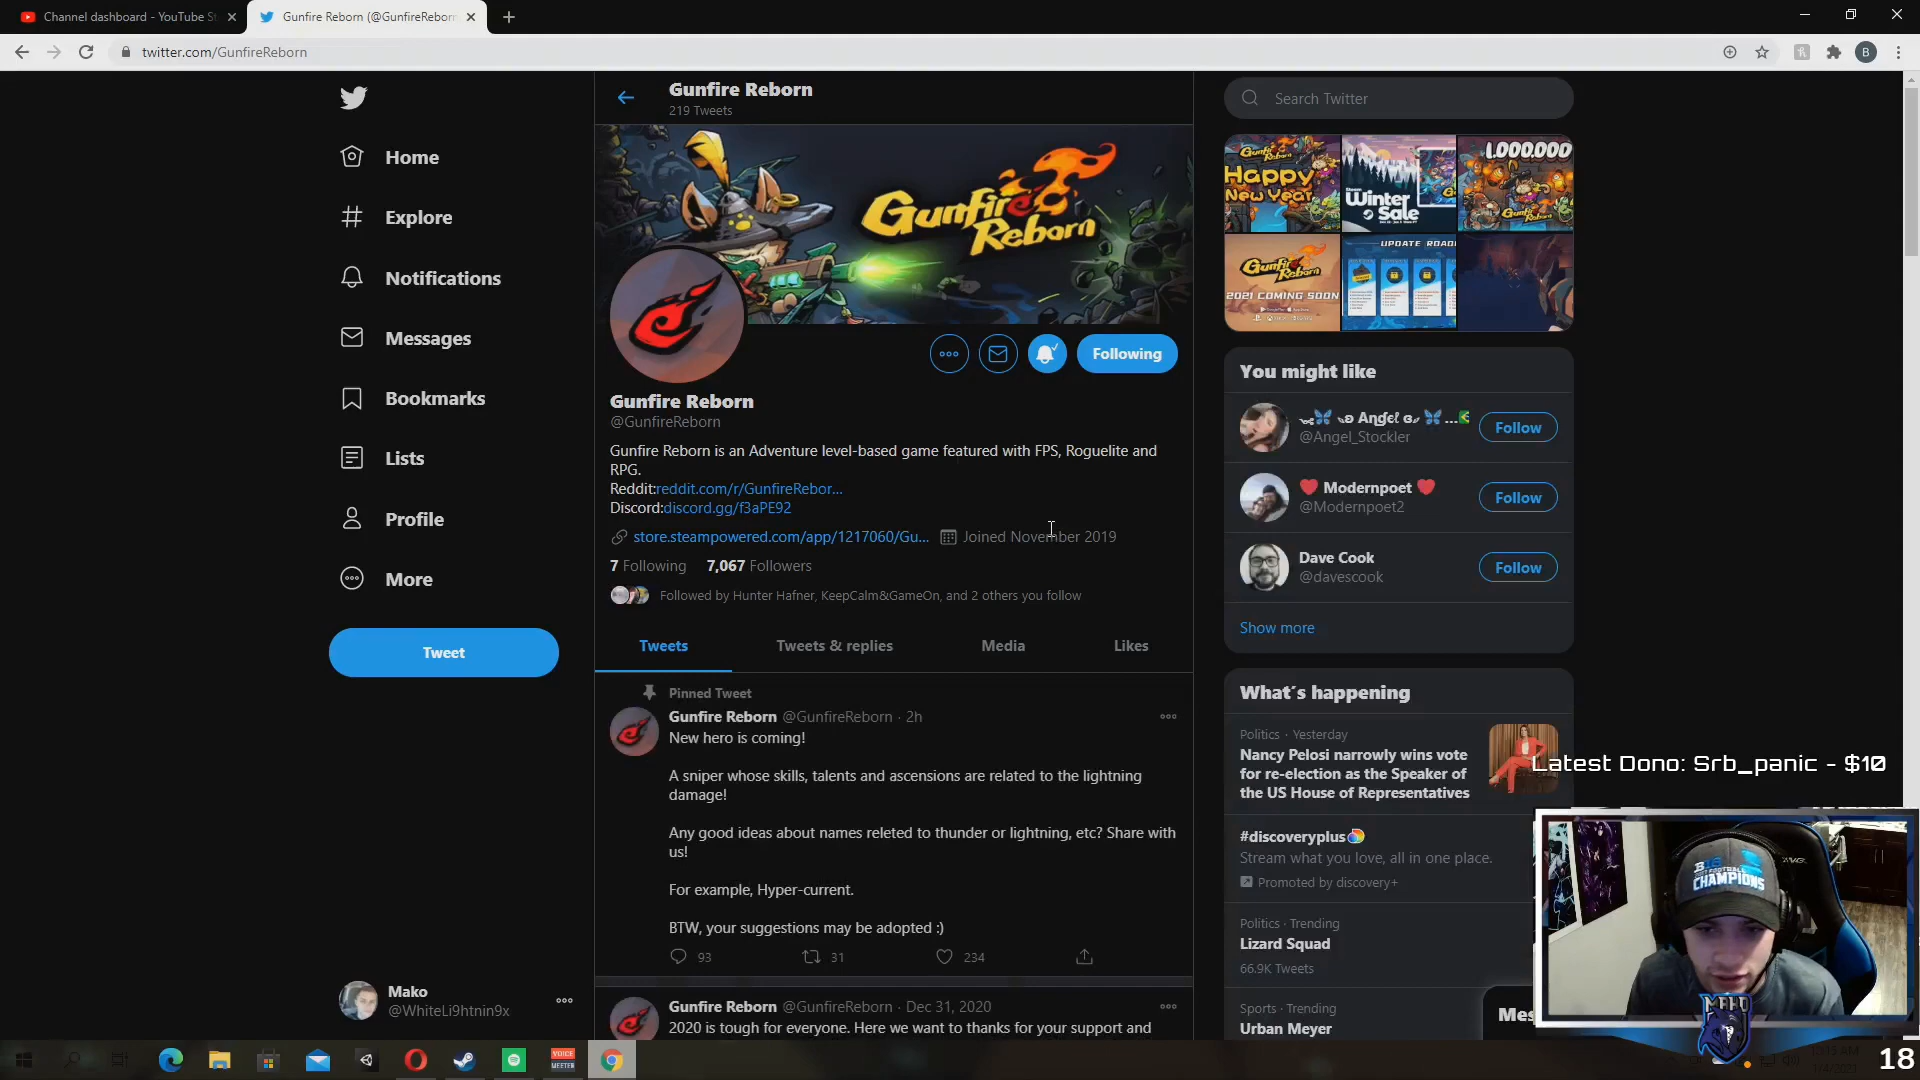 Channel dashboard - YouTube St
Gunfire Reborn (@GunfireReborn
twitter.com/GunfireReborn
B
Home
Explore
Notifications
Messages
Bookmarks
Lists
Profile
More
Tweet
Mako
@WhiteLi9htnin9x
Gunfire Reborn
219 Tweets
Gunfire
Reborn
Following
Gunfire Reborn
@GunfireReborn
Gunfire Reborn is an Adventure level-based game featured with FPS, Roguelite and
RPG.
Reddit:reddit.com/r/GunfireRebor...
Discord:discord.gg/f3aPE92
store.steampowered.com/app/1217060/Gu... Joined November 2019
7 Following 7,067 Followers
Followed by Hunter Hafner, KeepCalm&GameOn, and 2 others you follow
Tweets Tweets & replies Media Likes
Pinned Tweet
Gunfire Reborn @GunfireReborn · 2h
New hero is coming!
A sniper whose skills, talents and ascensions are related to the lightning
damage!
Any good ideas about names releted to thunder or lightning, etc? Share with
us!
For example, Hyper-current.
BTW, your suggestions may be adopted :)
93 31 234
Gunfire Reborn @GunfireReborn · Dec 31, 2020
2020 is tough for everyone. Here we want to thanks for your support and
Search Twitter
Gunfire Reborn
Happy
New Year
Winter
Sale
1,000,000
Gunfire Reborn
Gunfire
Reborn
2021 COMING SOON
UPDATE ROAD
You might like
@Angel_Stockler
Follow
Modernpoet
@Modernpoet2
Follow
Dave Cook
@davescook
Follow
Show more
What's happening
Politics · Yesterday
Nancy Pelosi narrowly wins vote
for re-election as the Speaker of
the US House of Representatives
#discoveryplus
Stream what you love, all in one place.
Promoted by discovery+
Politics · Trending
Lizard Squad
66.9K Tweets
Sports · Trending
Urban Meyer
Mes
Latest Dono: Srb_panic - $10
FOOTBALL
CHAMPIONS
VOICE
MEETER
18